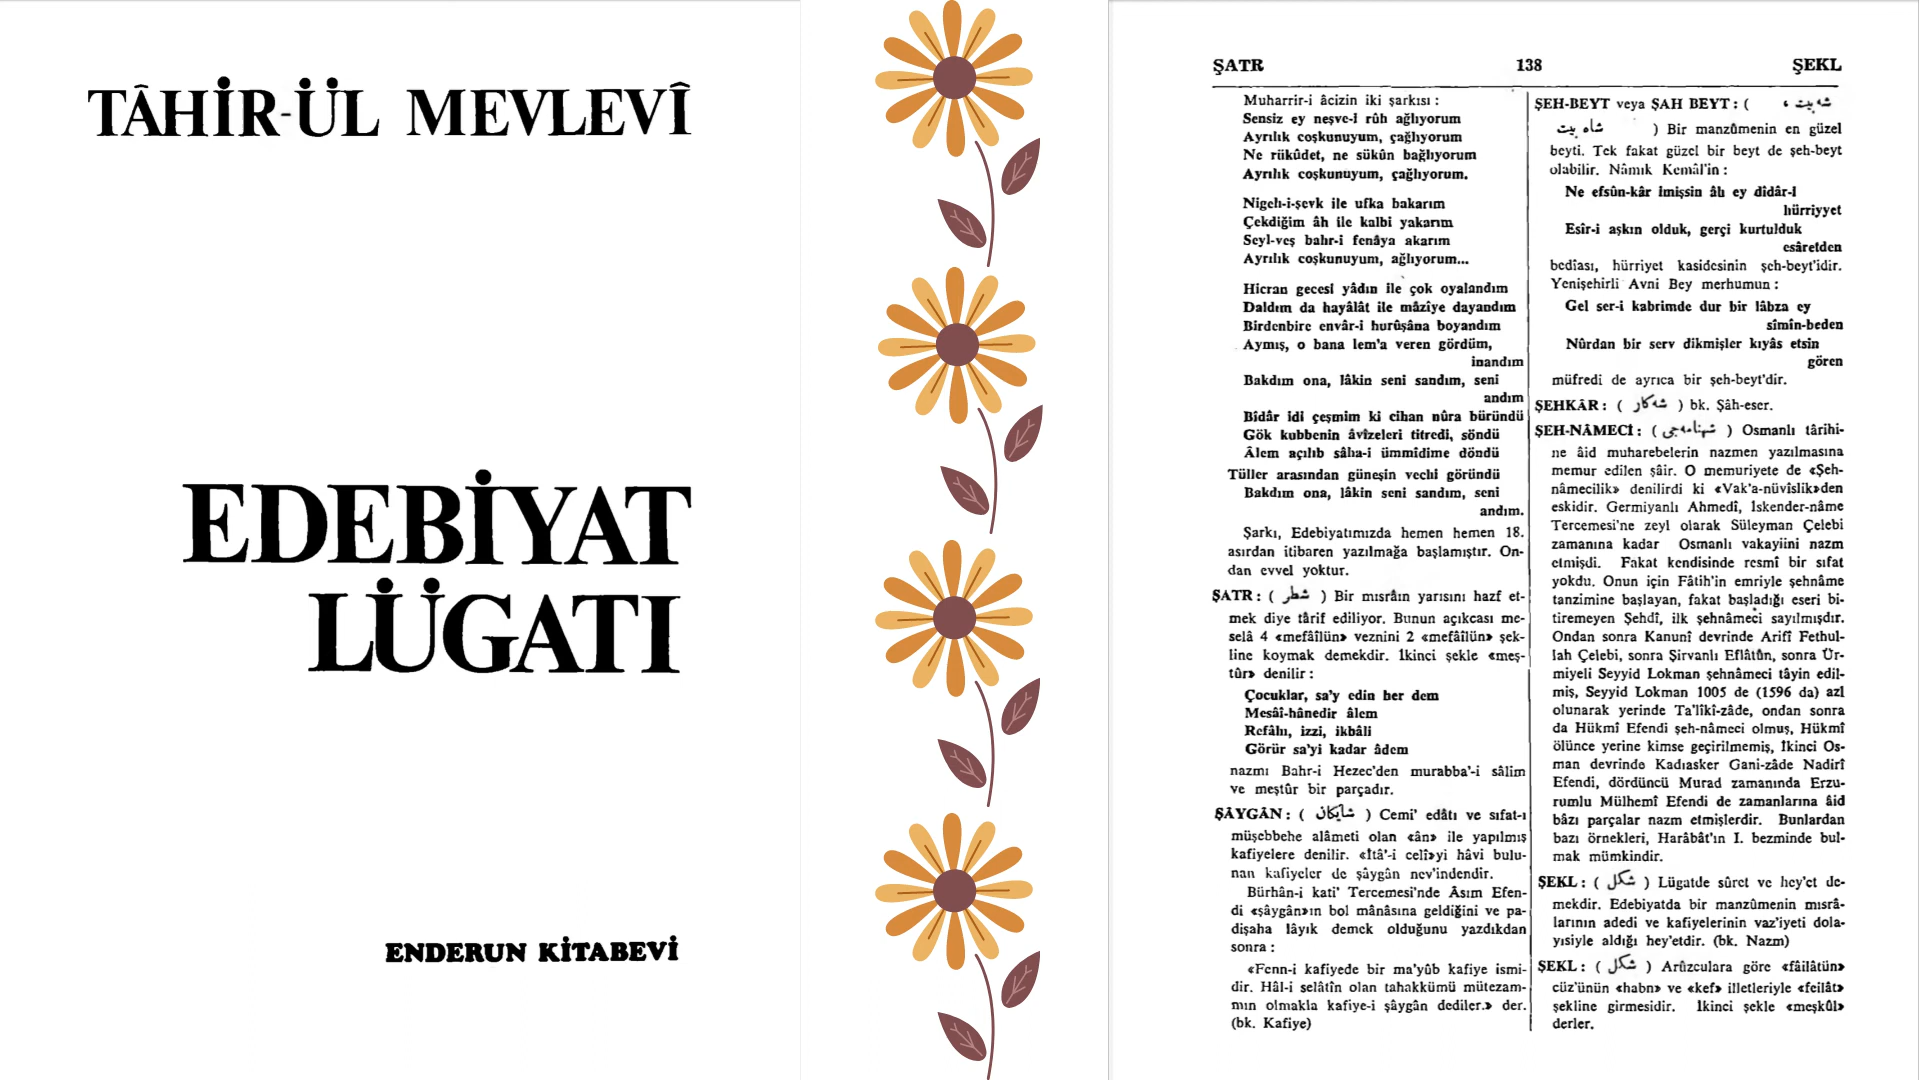 TÂHİR-ÜL MEVLEVÎ
EDEBİYAT
LÜGATI
ENDERUN KİTABEVİ
ŞATR 138 ŞEKL
Muharrir-i âcizin iki şarkısı :
Sensiz ey neşve-i rûh ağlıyorum
Ayrılık coşkunuyum, çağlıyorum
Ne rükûdet, ne sükûn bağlıyorum
Ayrılık coşkunuyum, çağlıyorum.
Nigeh-i-şevk ile ufka bakarım
Çekdiğim âh ile kalbi yakarım
Seyl-veş bahr-i fenâya akarım
Ayrılık coşkunuyum, ağlıyorum...
Hicran gecesi yâdın ile çok oyalandım
Daldım da hayâlât ile mâzîye dayandım
Birdenbire envâr-i hurûşâna boyandım
Aymış, o bana lem'a veren gördüm,
inandım
Bakdım ona, lâkin seni sandım, seni
andım
Bîdâr idi çeşmim ki cihan nûra büründü
Gök kubbenin âvîzeleri titredi, söndü
Âlem açılıb sâha-i ümmîdime döndü
Tüller arasından güneşin vechi göründü
Bakdım ona, lâkin seni sandım, seni
andım.
Şarkı, Edebiyatımızda hemen hemen 18.
asırdan itibaren yazılmağa başlamıştır. On-
dan evvel yoktur.
ŞATR : ( شطر ) Bir mısrâın yarısını hazf et-
mek diye târif ediliyor. Bunun açıkcası me-
selâ 4 «mefâîlün» veznini 2 «mefâîlün» şek-
line koymak demekdir. İkinci şekle «meş-
tûr» denilir :
Çocuklar, sa'y edin her dem
Mesâî-hânedir âlem
Refâhı, izzi, ikbâli
Görür sa'yi kadar âdem
nazmı Bahr-i Hezec'den murabba'-i sâlim
ve meştûr bir parçadır.
ŞÂYGÂN : ( شايكان ) Cemi' edâtı ve sıfat-ı
müşebbehe alâmeti olan «ân» ile yapılmış
kafiyelere denilir. «Îtâ'-i celî»yi hâvi bulu-
nan kafiyeler de şâygân nev'indendir.
Bürhân-i kati' Tercemesi'nde Âsım Efen-
di «şâygân»ın bol mânâsına geldiğini ve pa-
dişaha lâyık demek olduğunu yazdıkdan
sonra :
«Fenn-i kafiyede bir ma'yûb kafiye ismi-
dir. Hâl-i selâtîn olan tahakkümü mütezam-
mın olmakla kafiye-i şâygân dediler.» der.
(bk. Kafiye)
ŞEH-BEYT veya ŞAH BEYT : ( شه بيت ،
شاه بيت ) Bir manzûmenin en güzel
beyti. Tek fakat güzel bir beyt de şeh-beyt
olabilir. Nâmık Kemâl'in :
Ne efsûn-kâr imişsin âh ey dîdâr-ı
hürriyyet
Esîr-i aşkın olduk, gerçi kurtulduk
esâretden
bedîası, hürriyet kasidesinin şeh-beyt'idir.
Yenişehirli Avni Bey merhumun :
Gel ser-i kabrimde dur bir lâbza ey
sîmîn-beden
Nûrdan bir serv dikmişler kıyâs etsin
gören
müfredi de ayrıca bir şeh-beyt'dir.
ŞEHKÂR : ( شه كار ) bk. Şâh-eser.
ŞEH-NÂMECİ : ( شهنامه جى ) Osmanlı târihi-
ne âid muharebelerin nazmen yazılmasına
memur edilen şâir. O memuriyete de «Şeh-
nâmecilik» denilirdi ki «Vak'a-nüvîslik»den
eskidir. Germiyanlı Ahmedî, Iskender-nâme
Tercemesi'ne zeyl olarak Süleyman Çelebi
zamanına kadar Osmanlı vakayiini nazm
etmişdi. Fakat kendisinde resmî bir sıfat
yokdu. Onun için Fâtih'in emriyle şehnâme
tanzimine başlayan, fakat başladığı eseri bi-
tiremeyen Şehdî, ilk şehnâmeci sayılmışdır.
Ondan sonra Kanunî devrinde Arifî Fethul-
lah Çelebi, sonra Şirvanlı Eflâtûn, sonra Ür-
miyeli Seyyid Lokman şehnâmeci tâyin edil-
miş, Seyyid Lokman 1005 de (1596 da) azl
olunarak yerinde Ta'lîkî-zâde, ondan sonra
da Hükmî Efendi şeh-nâmeci olmuş, Hükmî
ölünce yerine kimse geçirilmemiş, İkinci Os-
man devrinde Kadıasker Gani-zâde Nadirî
Efendi, dördüncü Murad zamanında Erzu-
rumlu Mülhemî Efendi de zamanlarına âid
bâzı parçalar nazm etmişlerdir. Bunlardan
bazı örnekleri, Harâbât'ın I. bezminde bul-
mak mümkindir.
ŞEKL : ( شكل ) Lügatde sûret ve hey'et de-
mekdir. Edebiyatda bir manzûmenin mısrâ-
larının adedi ve kafiyelerinin vaz'iyeti dola-
yısiyle aldığı hey'etdir. (bk. Nazm)
ŞEKL : ( شكل ) Arûzculara göre «fâilâtün»
cüz'ünün «habn» ve «kef» illetleriyle «feilât»
şekline girmesidir. İkinci şekle «meşkûl»
derler.